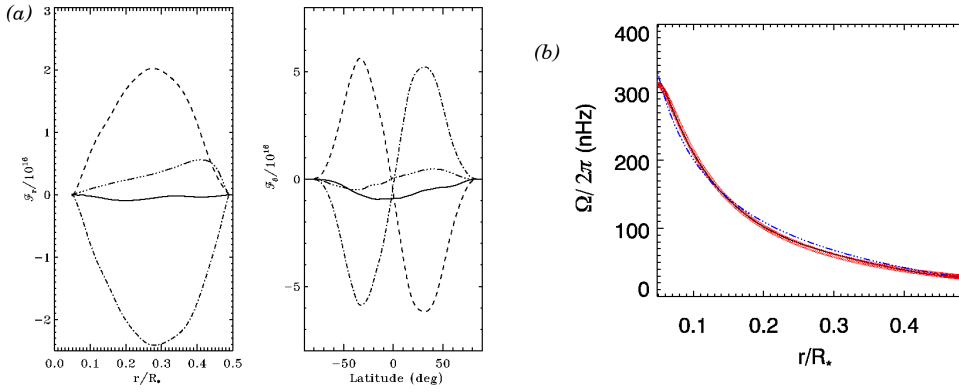 (a)
ℱr/10¹⁶
3
2
1
0
-1
-2
0.0 0.1 0.2 0.3 0.4 0.5
r/R*
ℱθ/10¹⁶
5
0
-5
-50 0 50
Latitude (deg)
(b)
Ω/ 2π (nHz)
400
300
200
100
0
0.1 0.2 0.3 0.4
r/R*